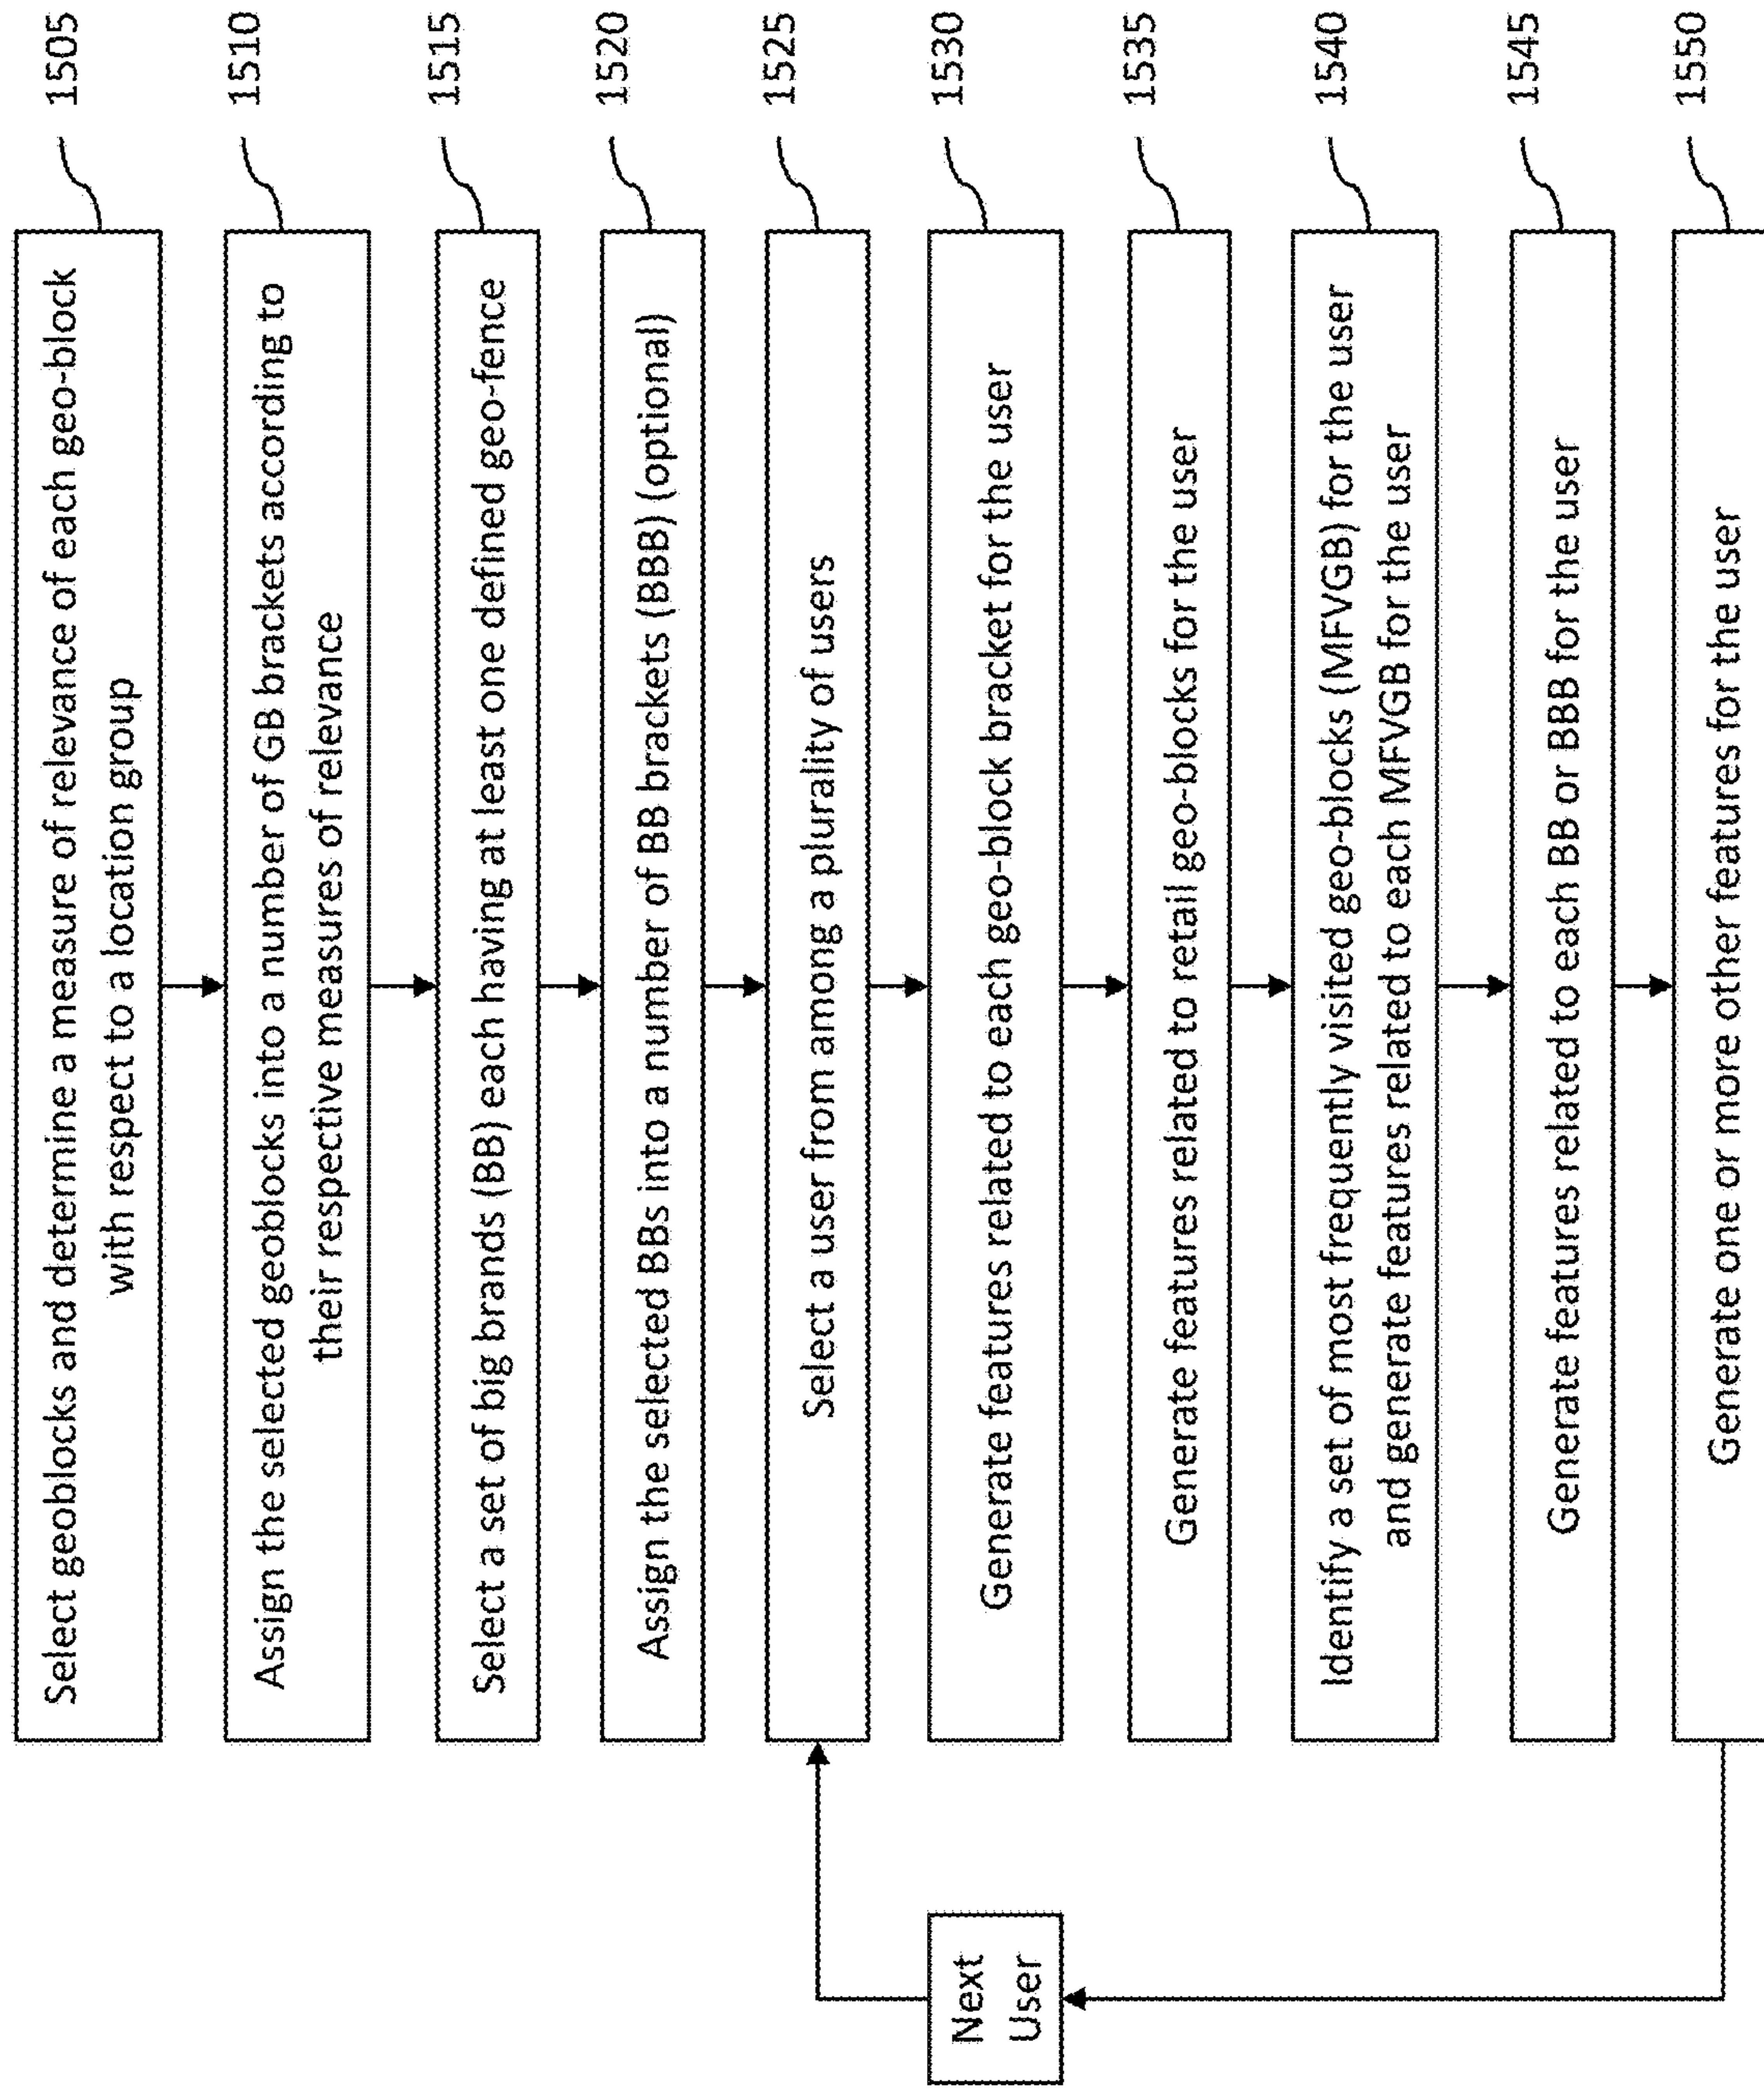 Select geoblocks and determine a measure of relevance of each geo-block
with respect to a location group
1505
Assign the selected geoblocks into a number of GB brackets according to
their respective measures of relevance
1510
Select a set of big brands (BB) each having at least one defined geo-fence
1515
Assign the selected BBs into a number of BB brackets (BBB) (optional)
1520
Select a user from among a plurality of users
1525
Generate features related to each geo-block bracket for the user
1530
Generate features related to retail geo-blocks for the user
1535
Identify a set of most frequently visited geo-blocks (MFVGB) for the user
and generate features related to each MFVGB for the user
1540
Generate features related to each BB or BBB for the user
1545
Generate one or more other features for the user
1550
Next
User